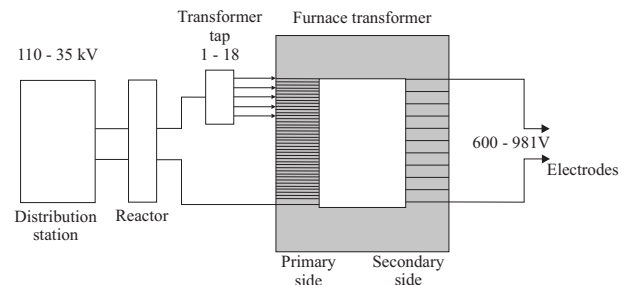 Transformer
tap
1 - 18
Furnace transformer
110 - 35 kV
600 - 981V
Electrodes
Distribution
station
Reactor
Primary
side
Secondary
side